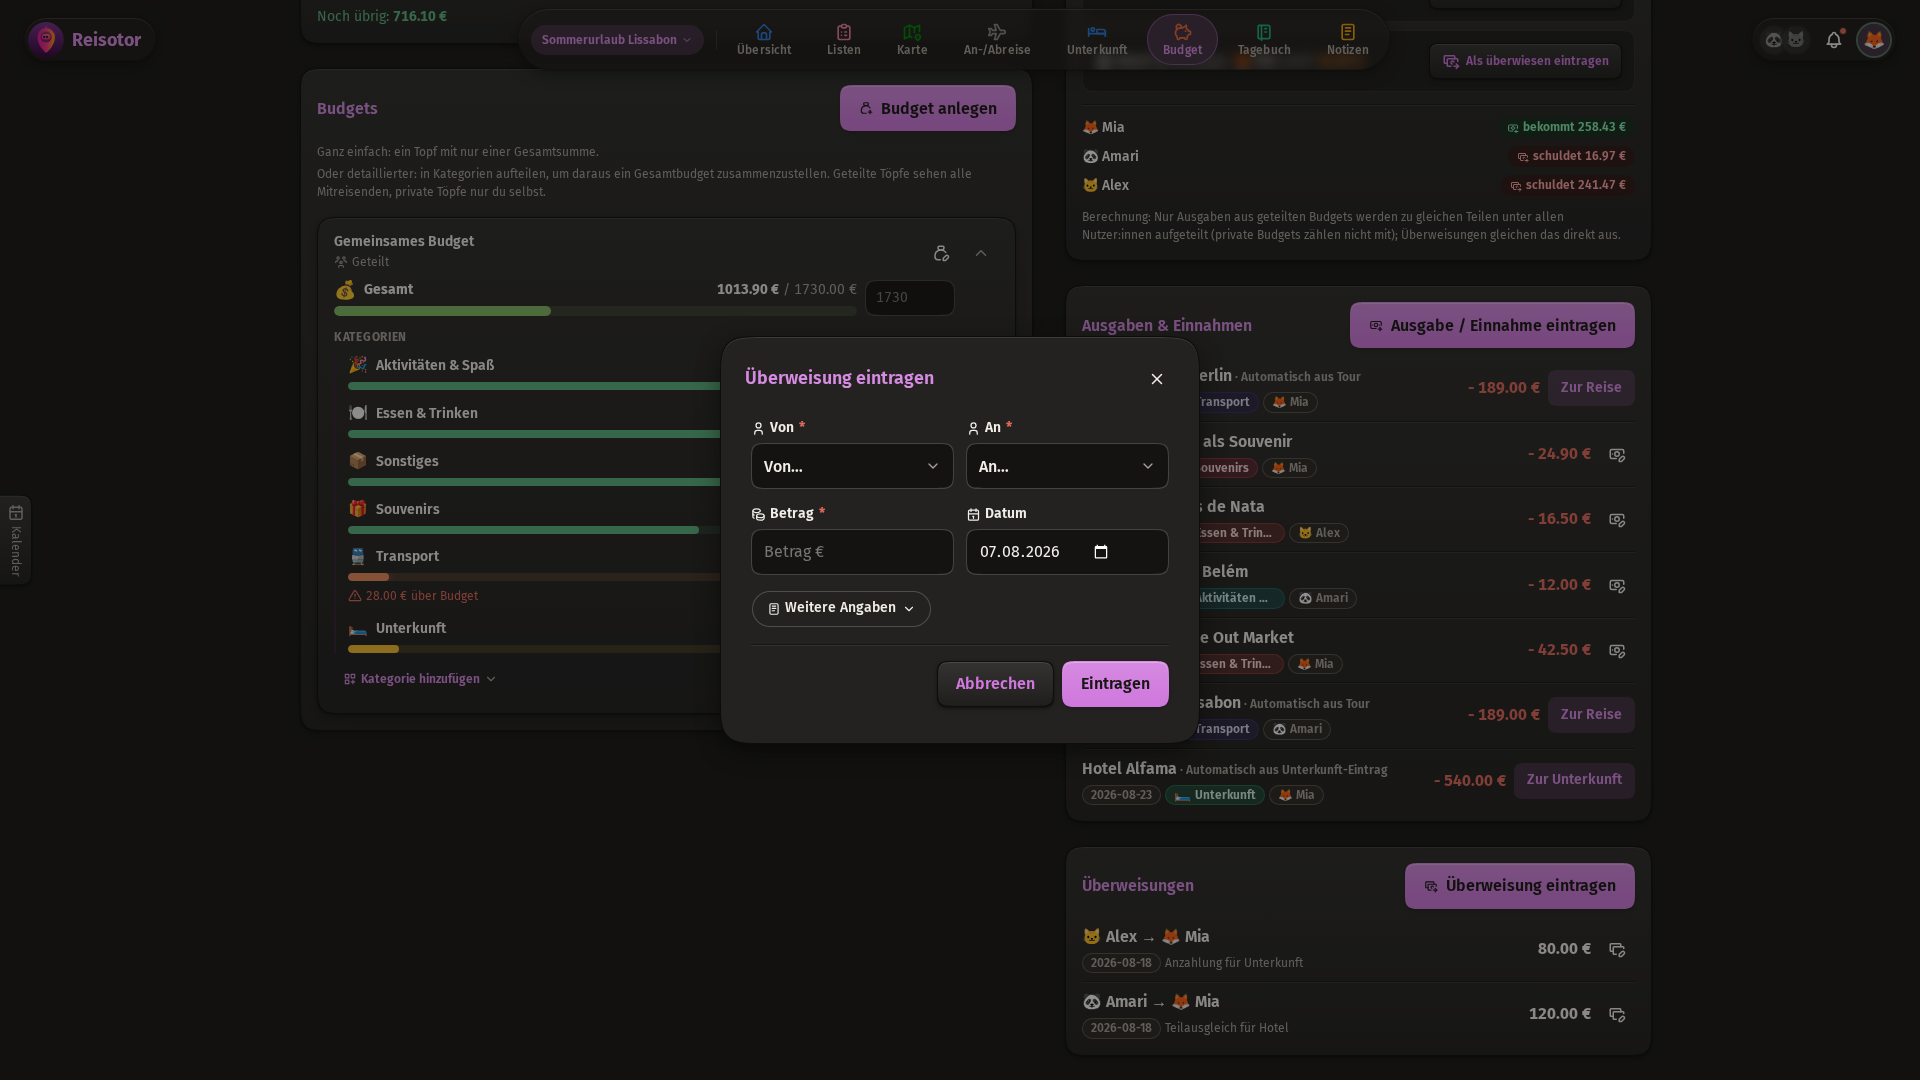 Noch übrig: 716.10 €
Reisotor
Sommerurlaub Lissabon
Übersicht
Listen
Karte
An-/Abreise
Unterkunft
Budget
Tagebuch
Notizen
Kalender
Budgets
Budget anlegen
Ganz einfach: ein Topf mit nur einer Gesamtsumme.
Oder detaillierter: in Kategorien aufteilen, um daraus ein Gesamtbudget zusammenzustellen. Geteilte Töpfe sehen alle
Mitreisenden, private Töpfe nur du selbst.
Gemeinsames Budget
Geteilt
Gesamt
1013.90 € / 1730.00 €
1730
KATEGORIEN
Aktivitäten & Spaß
Essen & Trinken
Sonstiges
Souvenirs
Transport
28.00 € über Budget
Unterkunft
Kategorie hinzufügen
Überweisung eintragen
Von *
An *
Von...
An...
Betrag *
Datum
Betrag €
07.08.2026
Weitere Angaben
Abbrechen
Eintragen
Als überwiesen eintragen
Mia
bekommt 258.43 €
Amari
schuldet 16.97 €
Alex
schuldet 241.47 €
Berechnung: Nur Ausgaben aus geteilten Budgets werden zu gleichen Teilen unter allen
Nutzer:innen aufgeteilt (private Budgets zählen nicht mit); Überweisungen gleichen das direkt aus.
Ausgaben & Einnahmen
Ausgabe / Einnahme eintragen
erlin · Automatisch aus Tour
ransport
Mia
- 189.00 €
Zur Reise
als Souvenir
ouvenirs
Mia
- 24.90 €
s de Nata
ssen & Trin...
Alex
- 16.50 €
Belém
ktivitäten ...
Amari
- 12.00 €
e Out Market
ssen & Trin...
Mia
- 42.50 €
sabon · Automatisch aus Tour
ransport
Amari
- 189.00 €
Zur Reise
Hotel Alfama · Automatisch aus Unterkunft-Eintrag
2026-08-23
Unterkunft
Mia
- 540.00 €
Zur Unterkunft
Überweisungen
Überweisung eintragen
Alex → Mia
2026-08-18 Anzahlung für Unterkunft
80.00 €
Amari → Mia
2026-08-18 Teilausgleich für Hotel
120.00 €